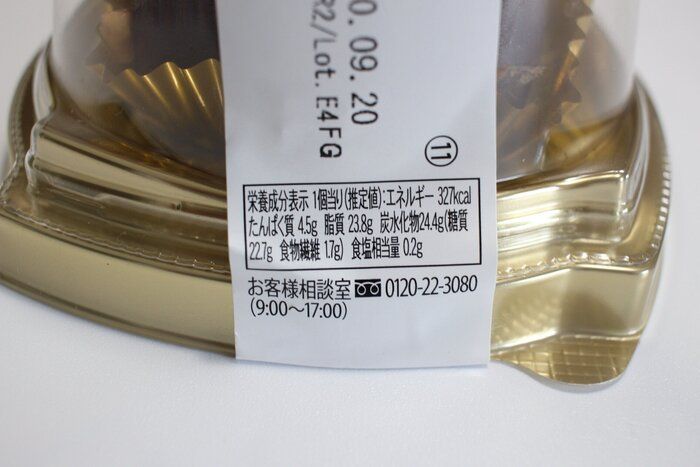 0.09.20
R2/Lot. E4FG
⑪
栄養成分表示 1個当り(推定値):エネルギー 327kcal
たんぱく質 4.5g 脂質 23.8g 炭水化物24.4g(糖質
22.7g 食物繊維 1.7g) 食塩相当量 0.2g
お客様相談室 0120-22-3080
(9:00〜17:00)